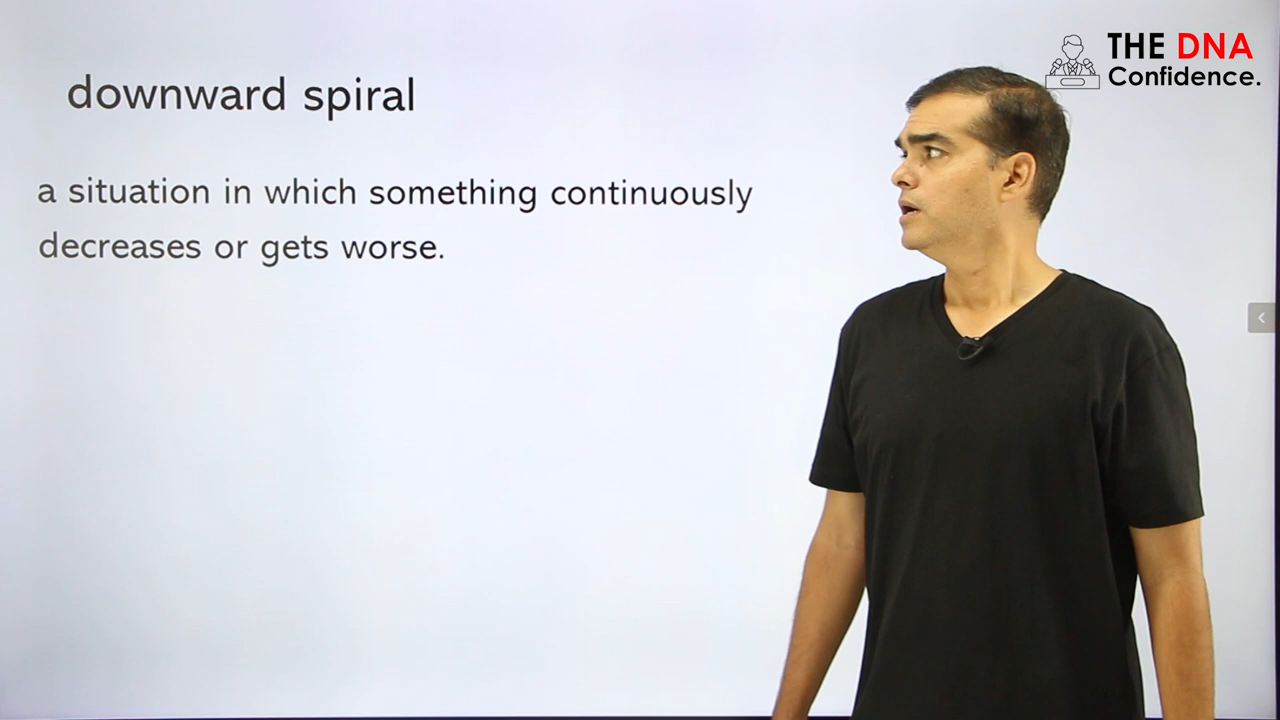 THE DNA
Confidence.
downward spiral
a situation in which something continuously
decreases or gets worse.